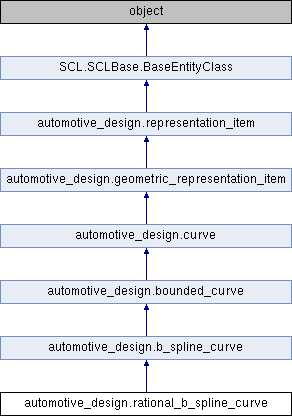 object
SCL.SCLBase.BaseEntityClass
automotive_design.representation_item
automotive_design.geometric_representation_item
automotive_design.curve
automotive_design.bounded_curve
automotive_design.b_spline_curve
automotive_design.rational_b_spline_curve